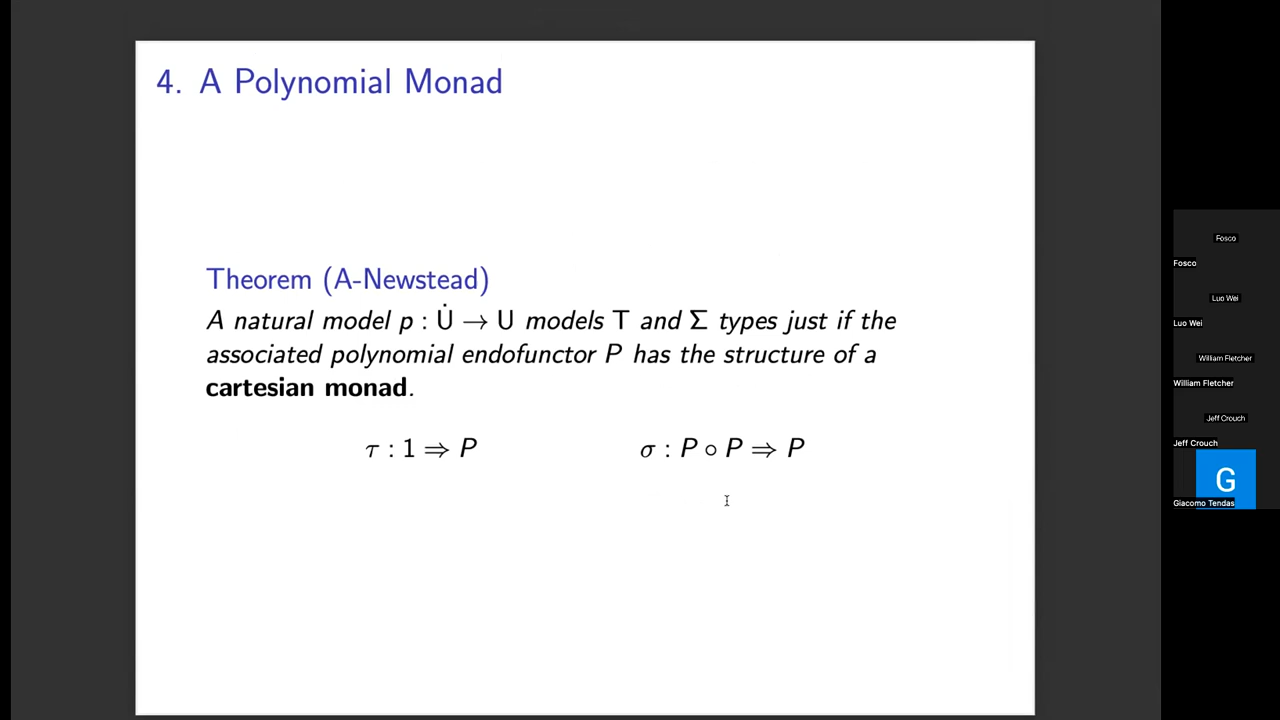 4. A Polynomial Monad
Theorem (A-Newstead)
A natural model p : U̇ → U models T and Σ types just if the
associated polynomial endofunctor P has the structure of a
cartesian monad.
τ : 1 ⇒ P
σ : P ∘ P ⇒ P
Fosco
Fosco
Luo Wei
Luo Wei
William Fletcher
William Fletcher
Jeff Crouch
Jeff Crouch
G
Giacomo Tendas